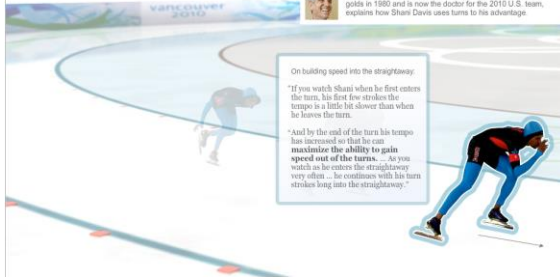 vancouver
2010
golds in 1980 and is now the doctor for the 2010 U.S. team,
explains how Shani Davis uses turns to his advantage
On building speed into the straightaway:
"If you watch Shani when he first enters
the turn, his first few strokes the
tempo is a little bit slower than when
he leaves the turn.
"And by the end of the turn his tempo
has increased so that he can
maximize the ability to gain
speed out of the turns. ... As you
watch as he enters the straightaway
very often ... he continues with his turn
strokes long into the straightaway."